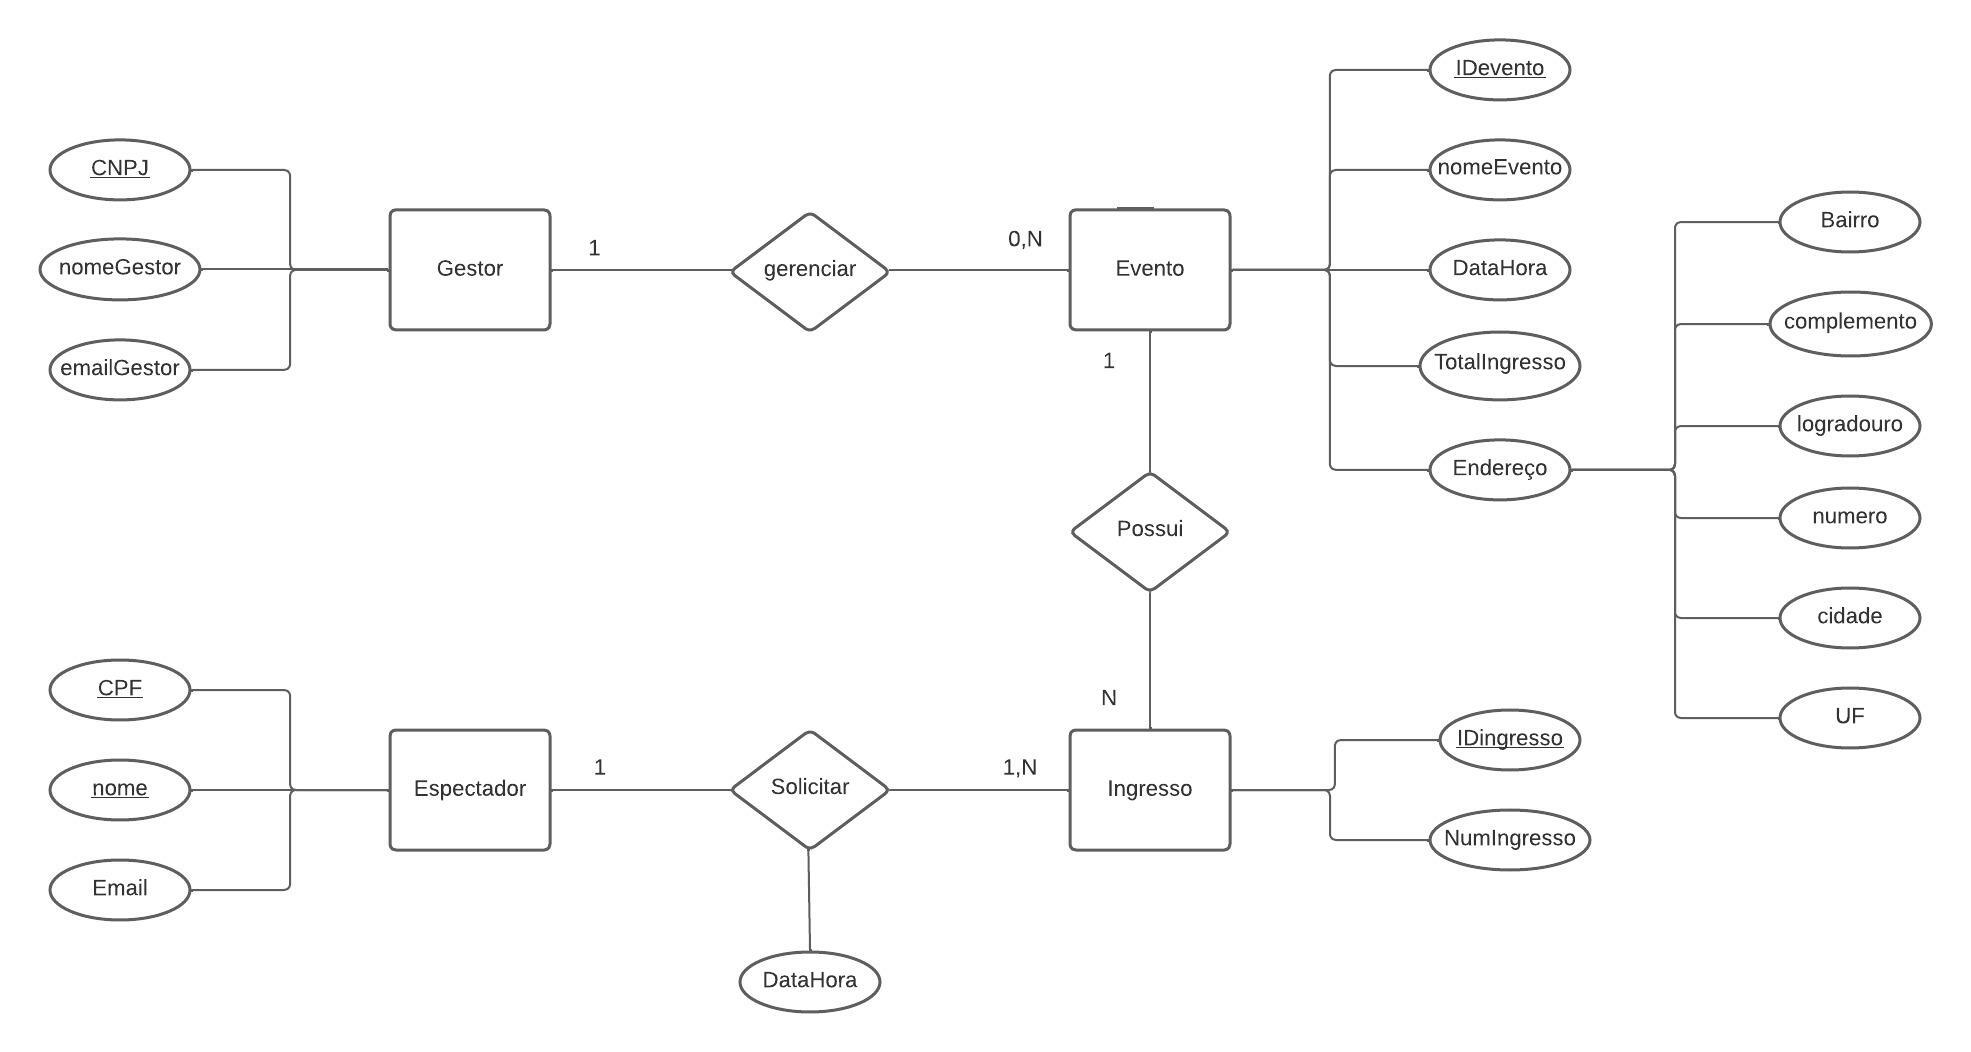 IDevento
CNPJ
nomeEvento
Bairro
1
0,N
nomeGestor
Gestor
gerenciar
Evento
DataHora
complemento
1
emailGestor
TotalIngresso
logradouro
Endereço
Possui
numero
cidade
CPF
N
UF
IDingresso
1
1,N
nome
Espectador
Solicitar
Ingresso
NumIngresso
Email
DataHora